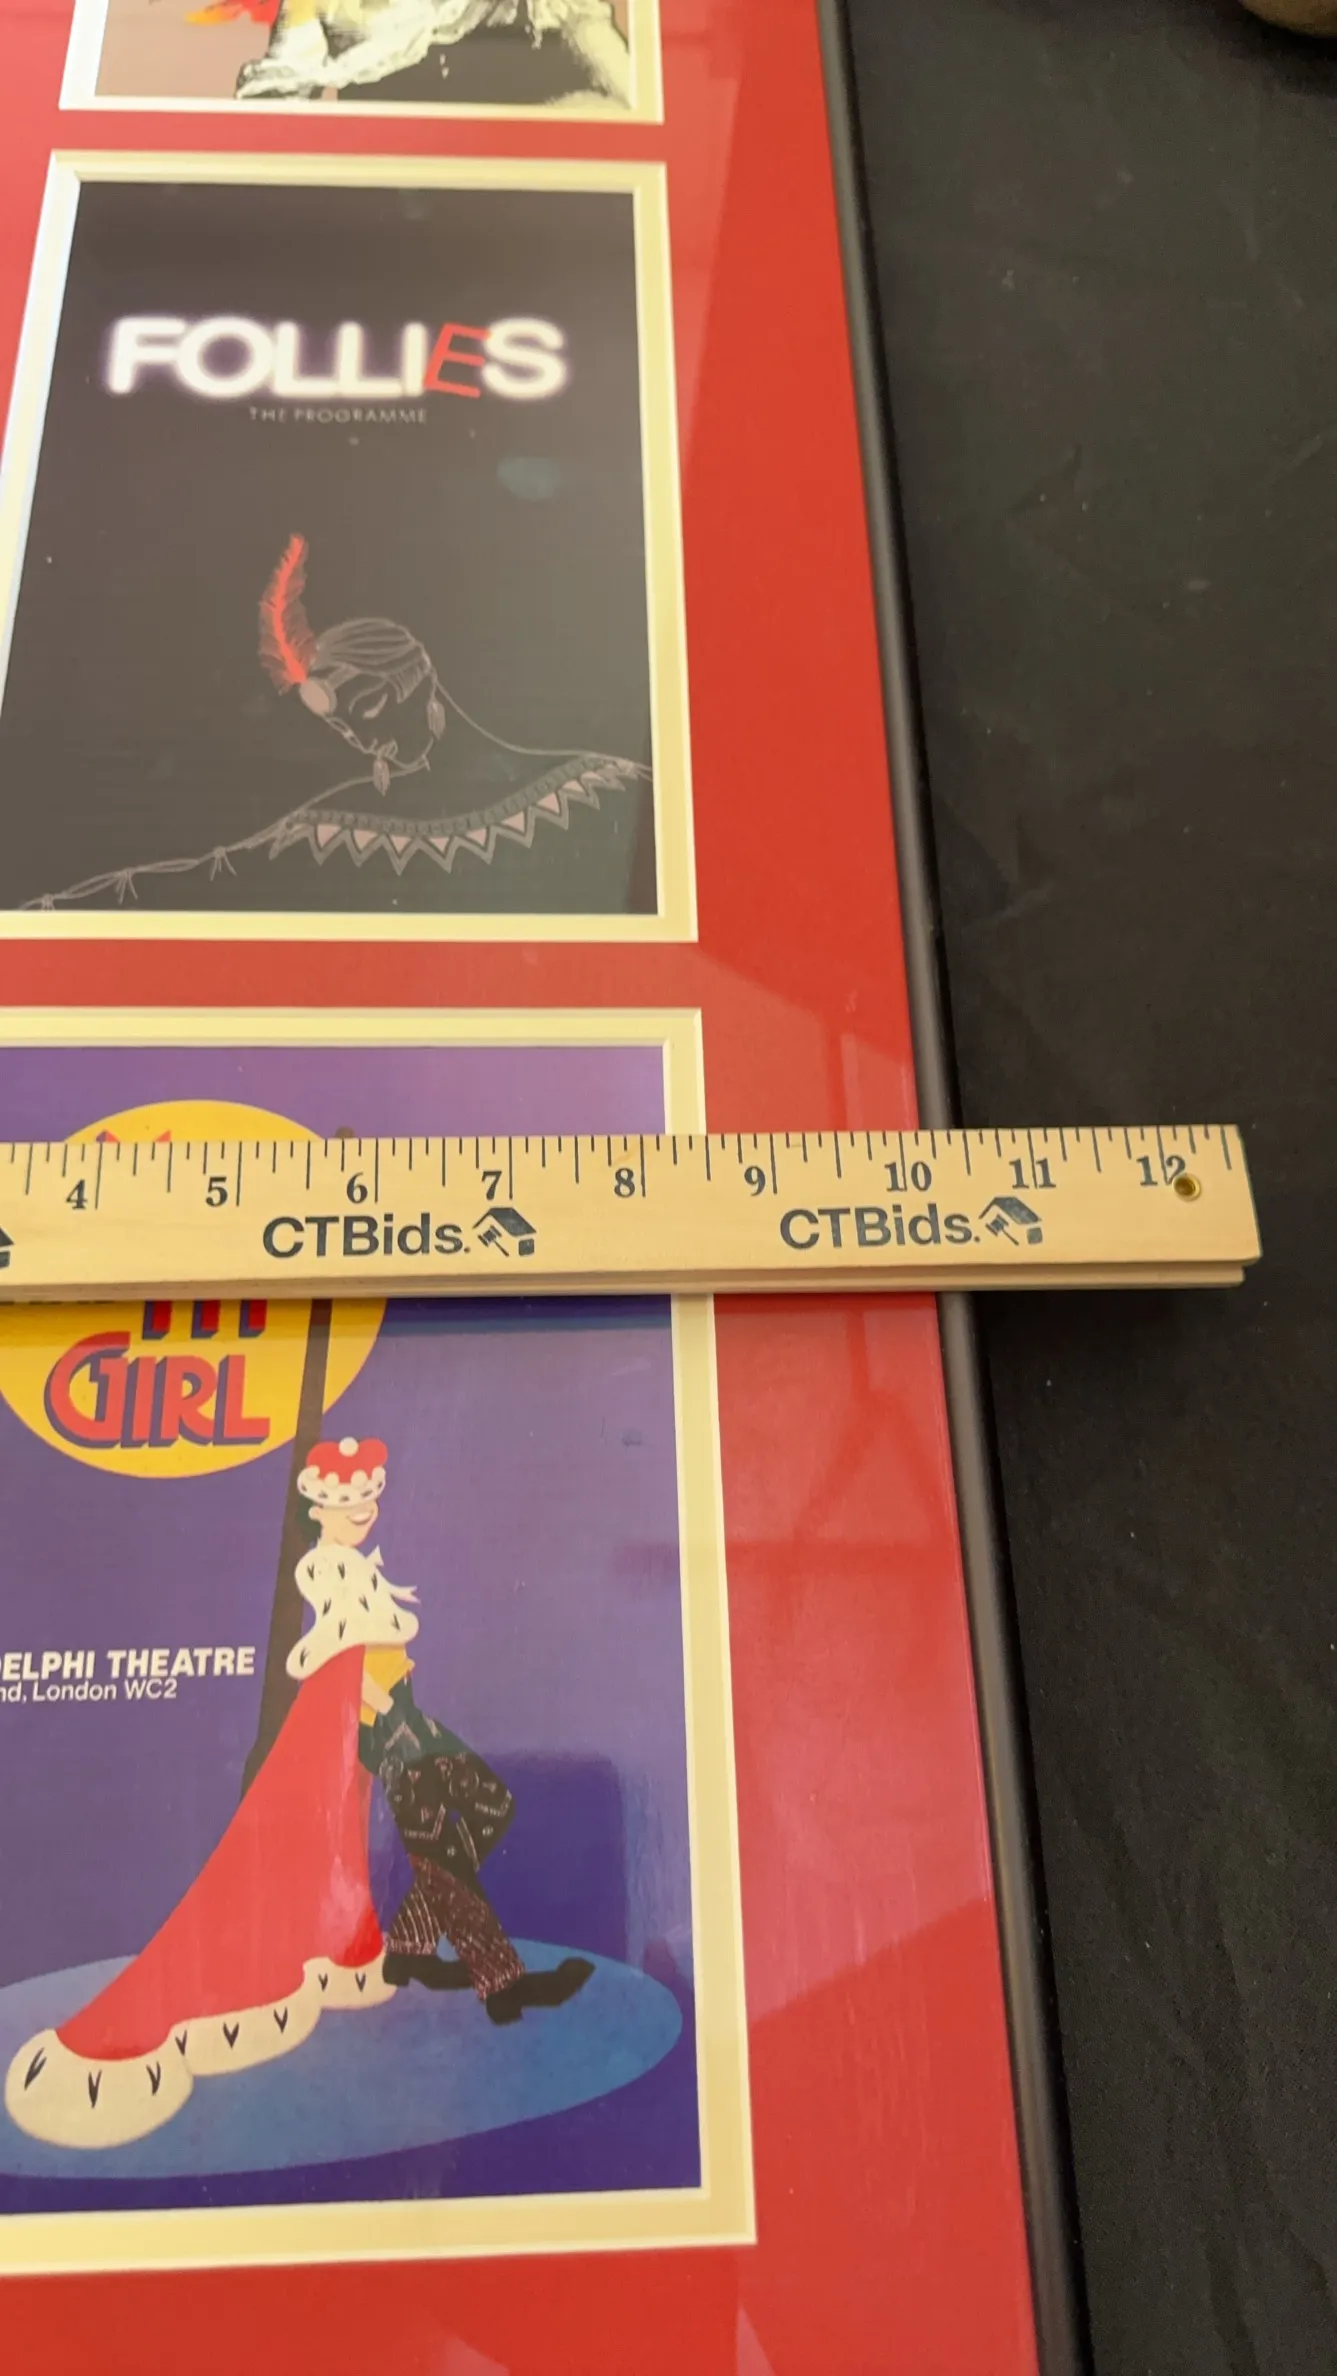 FOLLIES
THE PROGRAMME
4 5 6 7 8 9 10 11 12
CTBids. CTBids.
GIRL
ELPHI THEATRE
nd, London WC2